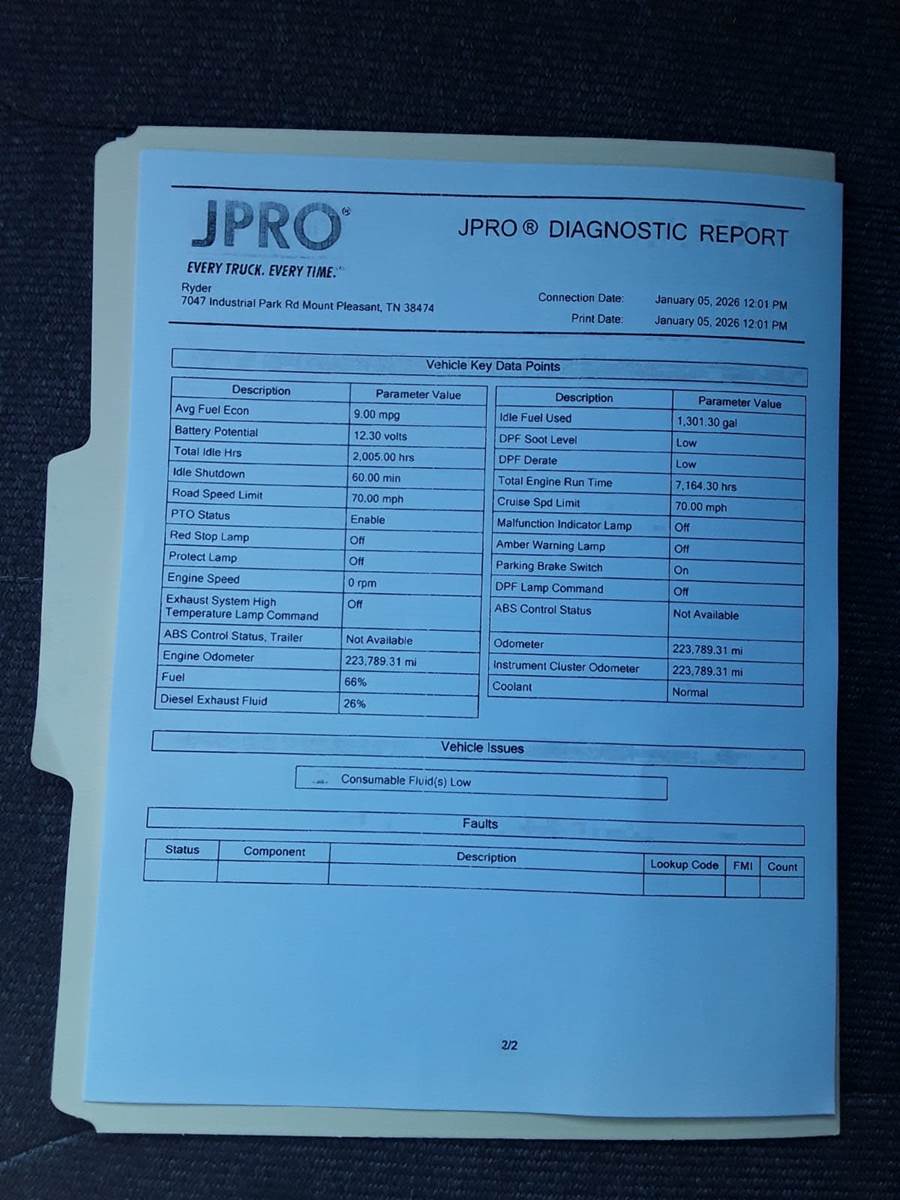 JPRO®
JPRO® DIAGNOSTIC REPORT
EVERY TRUCK. EVERY TIME.™
Ryder
7047 Industrial Park Rd Mount Pleasant, TN 38474
Connection Date: January 05, 2026 12:01 PM
Print Date: January 05, 2026 12:01 PM
Vehicle Key Data Points
Description Parameter Value
Avg Fuel Econ 9.00 mpg
Battery Potential 12.30 volts
Total Idle Hrs 2,005.00 hrs
Idle Shutdown 60.00 min
Road Speed Limit 70.00 mph
PTO Status Enable
Red Stop Lamp Off
Protect Lamp Off
Engine Speed 0 rpm
Exhaust System High Off
Temperature Lamp Command
ABS Control Status, Trailer Not Available
Engine Odometer 223,789.31 mi
Fuel 66%
Diesel Exhaust Fluid 26%
Description Parameter Value
Idle Fuel Used 1,301.30 gal
DPF Soot Level Low
DPF Derate Low
Total Engine Run Time 7,164.30 hrs
Cruise Spd Limit 70.00 mph
Malfunction Indicator Lamp Off
Amber Warning Lamp Off
Parking Brake Switch On
DPF Lamp Command Off
ABS Control Status Not Available
Odometer 223,789.31 mi
Instrument Cluster Odometer 223,789.31 mi
Coolant Normal
Vehicle Issues
Consumable Fluid(s) Low
Faults
Status Component Description Lookup Code FMI Count
2/2